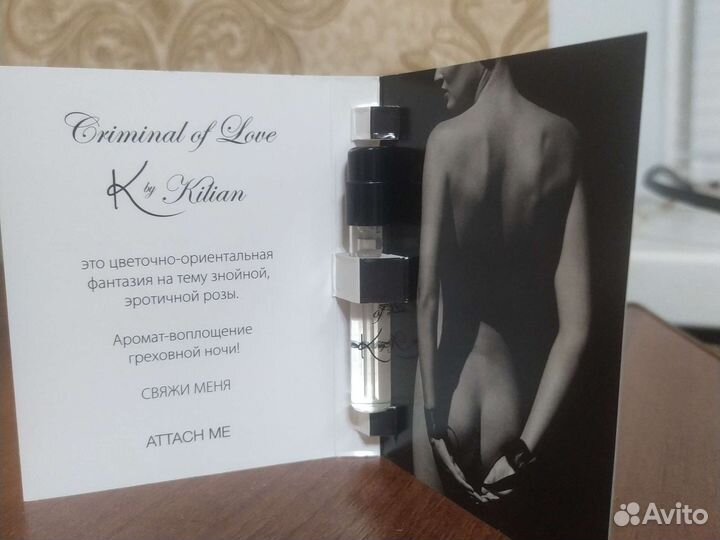 Criminal of Love
K by Kilian
это цветочно-ориентальная
фантазия на тему знойной,
эротичной розы.
Аромат-воплощение
греховной ночи!
СВЯЖИ МЕНЯ
ATTACH ME
Avito